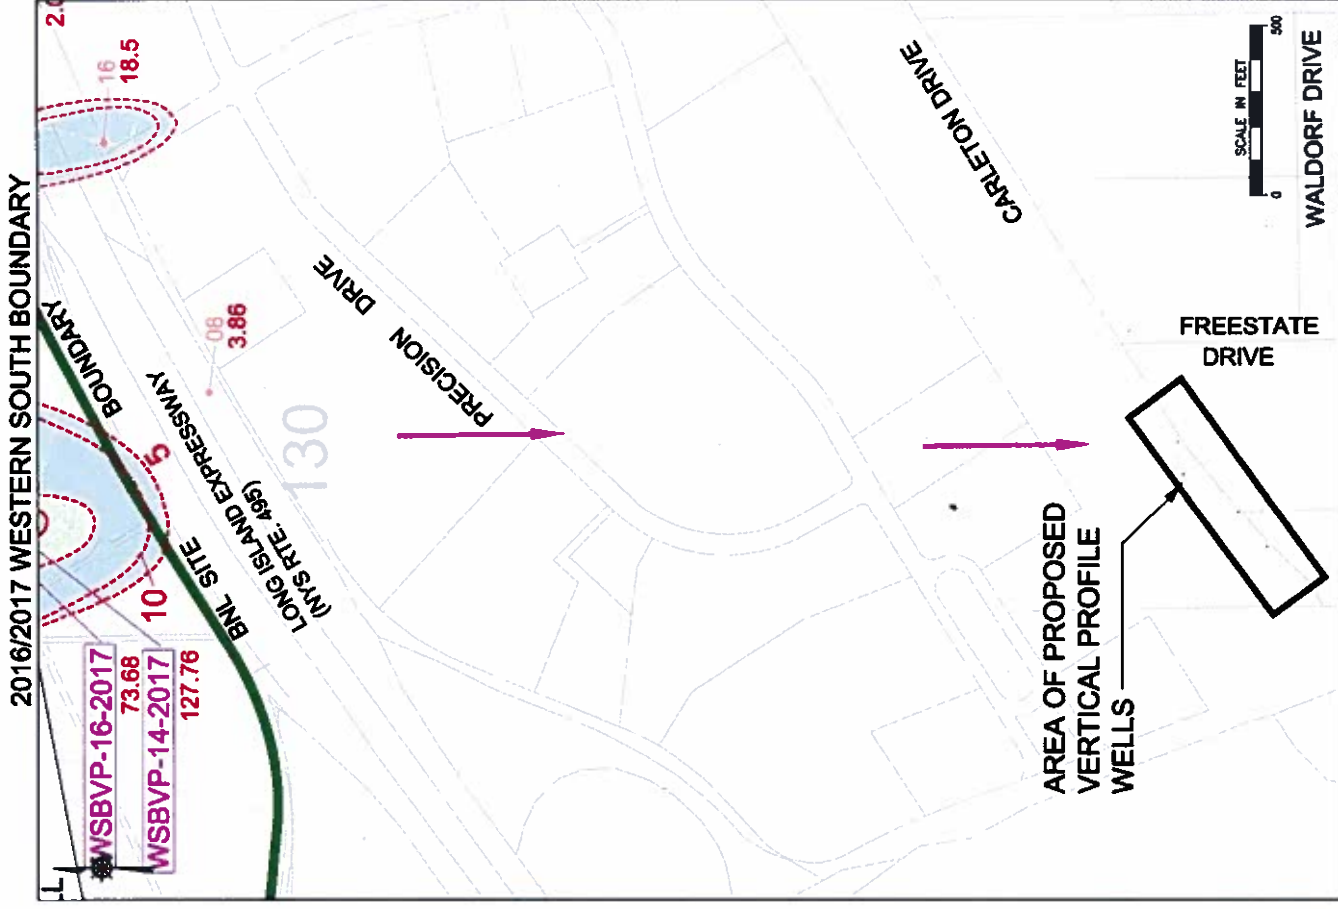 2016/2017 WESTERN SOUTH BOUNDARY
2.0
16
18.5
BOUNDARY
BNL SITE
5
10
WSBVP-16-2017
73.68
WSBVP-14-2017
127.76
LONG ISLAND EXPRESSWAY
(NYS RTE. 495)
08
3.86
130
PRECISION DRIVE
CARLETON DRIVE
SCALE IN FEET
0 500
WALDORF DRIVE
FREESTATE
DRIVE
AREA OF PROPOSED
VERTICAL PROFILE
WELLS